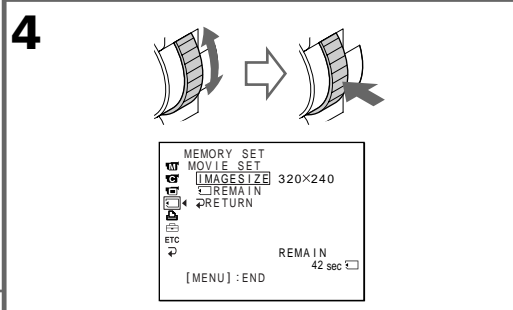 4
MEMORY SET
MOVIE SET
IMAGESIZE 320×240
REMAIN
RETURN
ETC
REMAIN
42 sec
[MENU] : END